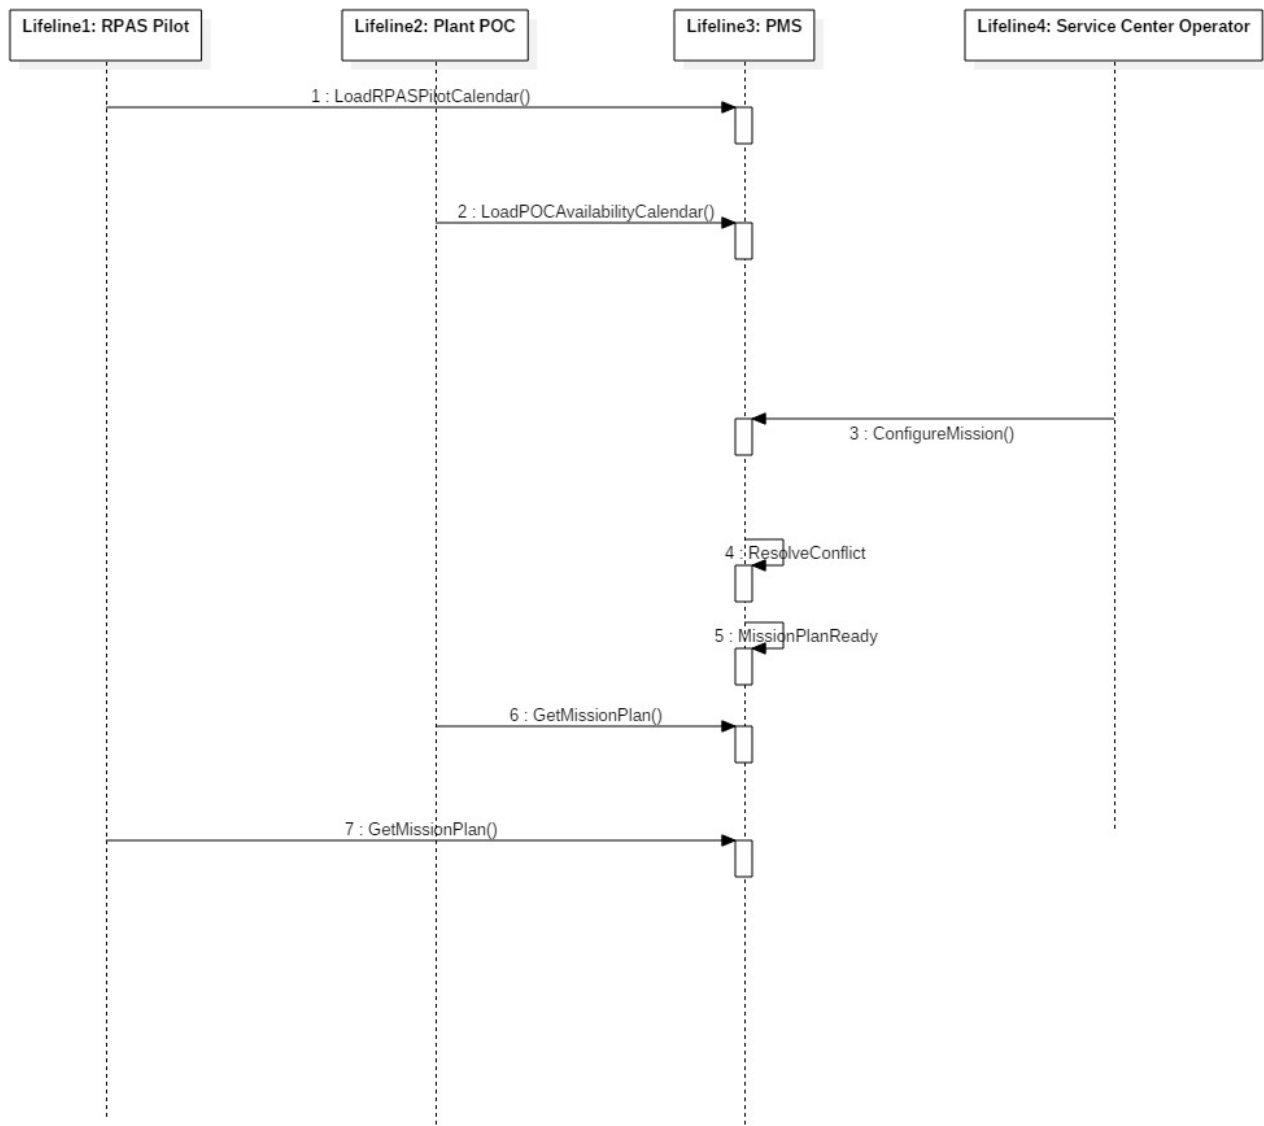 Lifeline1: RPAS Pilot
Lifeline2: Plant POC
Lifeline3: PMS
Lifeline4: Service Center Operator
1 : LoadRPASPilotCalendar()
2 : LoadPOCAvailabilityCalendar()
3 : ConfigureMission()
4 : ResolveConflict
5 : MissionPlanReady
6 : GetMissionPlan()
7 : GetMissionPlan()